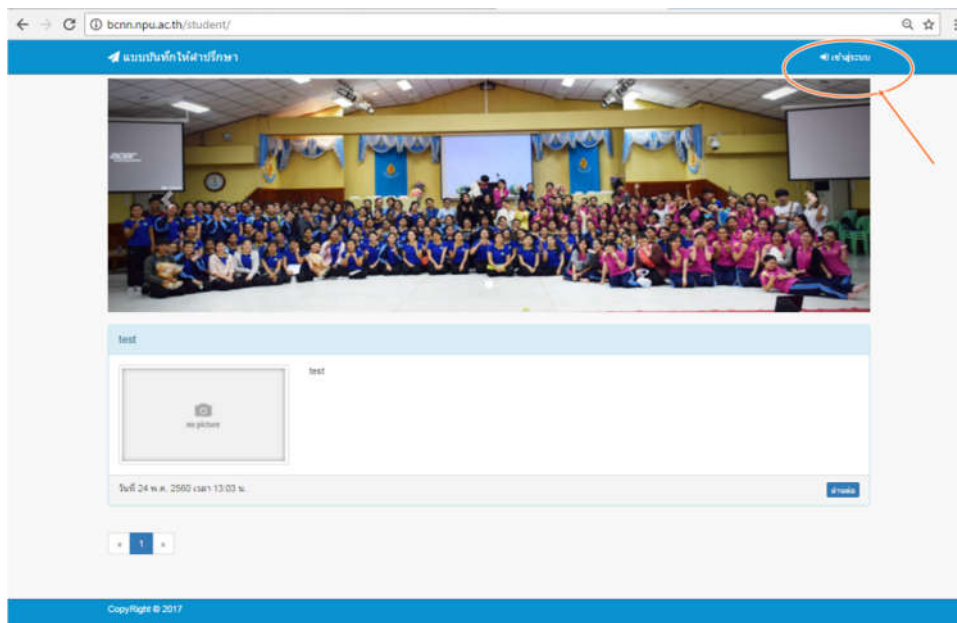 bcnn.npu.ac.th/student/
แบบบันทึกให้คำปรึกษา
เข้าสู่ระบบ
test
test
no picture
วันที่ 24 พ.ค. 2560 เวลา 13:03 น.
อ่านต่อ
« 1 »
CopyRight © 2017